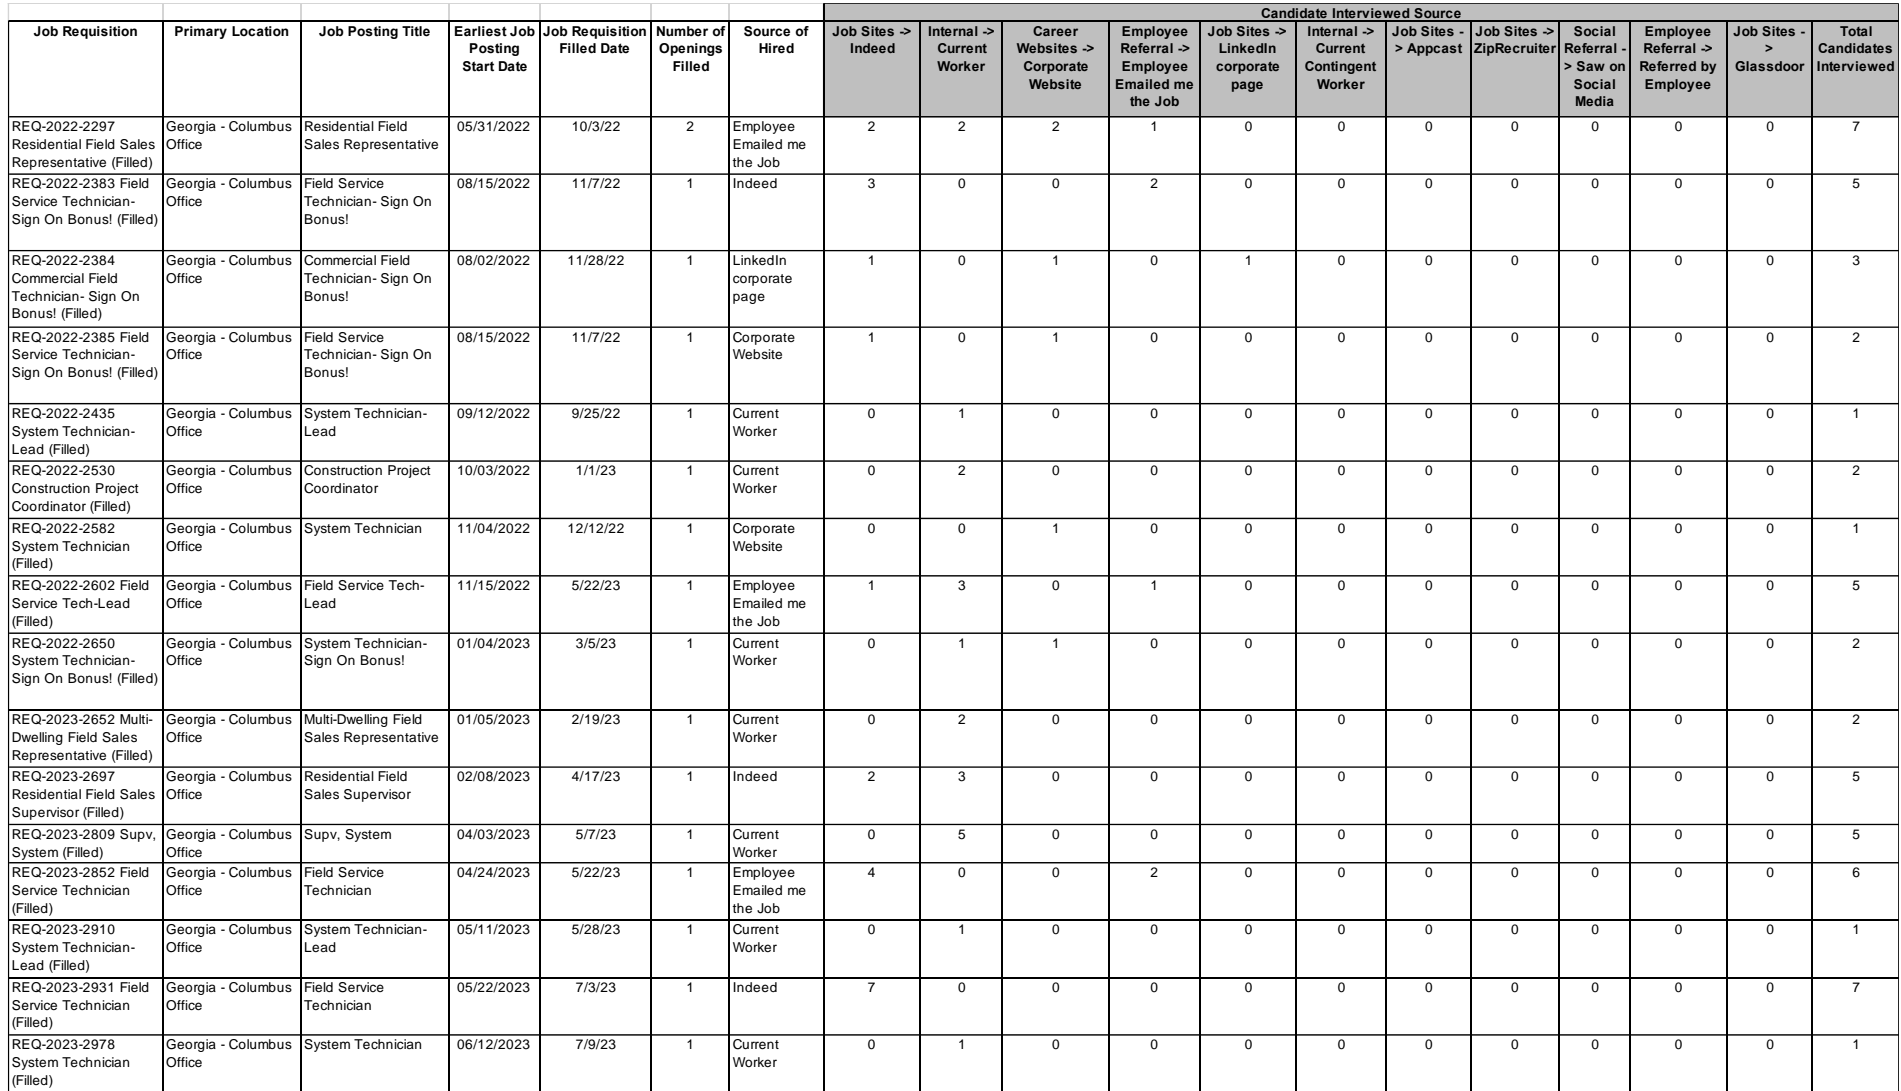 Candidate Interviewed Source
Job Requisition Primary Location Job Posting Title Earliest Job Posting Start Date Job Requisition Filled Date Number of Openings Filled Source of Hired Job Sites -> Indeed Internal -> Current Worker Career Websites -> Corporate Website Employee Referral -> Employee Emailed me the Job Job Sites -> LinkedIn corporate page Internal -> Current Contingent Worker Job Sites -> Appcast Job Sites -> ZipRecruiter Social Referral -> Saw on Social Media Employee Referral -> Referred by Employee Job Sites -> Glassdoor Total Candidates Interviewed
REQ-2022-2297 Residential Field Sales Representative (Filled) Georgia - Columbus Office Residential Field Sales Representative 05/31/2022 10/3/22 2 Employee Emailed me the Job 2 2 2 1 0 0 0 0 0 0 0 7
REQ-2022-2383 Field Service Technician- Sign On Bonus! (Filled) Georgia - Columbus Office Field Service Technician- Sign On Bonus! 08/15/2022 11/7/22 1 Indeed 3 0 0 2 0 0 0 0 0 0 0 5
REQ-2022-2384 Commercial Field Technician- Sign On Bonus! (Filled) Georgia - Columbus Office Commercial Field Technician- Sign On Bonus! 08/02/2022 11/28/22 1 LinkedIn corporate page 1 0 1 0 1 0 0 0 0 0 0 3
REQ-2022-2385 Field Service Technician- Sign On Bonus! (Filled) Georgia - Columbus Office Field Service Technician- Sign On Bonus! 08/15/2022 11/7/22 1 Corporate Website 1 0 1 0 0 0 0 0 0 0 0 2
REQ-2022-2435 System Technician- Lead (Filled) Georgia - Columbus Office System Technician- Lead 09/12/2022 9/25/22 1 Current Worker 0 1 0 0 0 0 0 0 0 0 0 1
REQ-2022-2530 Construction Project Coordinator (Filled) Georgia - Columbus Office Construction Project Coordinator 10/03/2022 1/1/23 1 Current Worker 0 2 0 0 0 0 0 0 0 0 0 2
REQ-2022-2582 System Technician (Filled) Georgia - Columbus Office System Technician 11/04/2022 12/12/22 1 Corporate Website 0 0 1 0 0 0 0 0 0 0 0 1
REQ-2022-2602 Field Service Tech-Lead (Filled) Georgia - Columbus Office Field Service Tech- Lead 11/15/2022 5/22/23 1 Employee Emailed me the Job 1 3 0 1 0 0 0 0 0 0 0 5
REQ-2022-2650 System Technician- Sign On Bonus! (Filled) Georgia - Columbus Office System Technician- Sign On Bonus! 01/04/2023 3/5/23 1 Current Worker 0 1 1 0 0 0 0 0 0 0 0 2
REQ-2023-2652 Multi- Dwelling Field Sales Representative (Filled) Georgia - Columbus Office Multi-Dwelling Field Sales Representative 01/05/2023 2/19/23 1 Current Worker 0 2 0 0 0 0 0 0 0 0 0 2
REQ-2023-2697 Residential Field Sales Supervisor (Filled) Georgia - Columbus Office Residential Field Sales Supervisor 02/08/2023 4/17/23 1 Indeed 2 3 0 0 0 0 0 0 0 0 0 5
REQ-2023-2809 Supv, System (Filled) Georgia - Columbus Office Supv, System 04/03/2023 5/7/23 1 Current Worker 0 5 0 0 0 0 0 0 0 0 0 5
REQ-2023-2852 Field Service Technician (Filled) Georgia - Columbus Office Field Service Technician 04/24/2023 5/22/23 1 Employee Emailed me the Job 4 0 0 2 0 0 0 0 0 0 0 6
REQ-2023-2910 System Technician- Lead (Filled) Georgia - Columbus Office System Technician- Lead 05/11/2023 5/28/23 1 Current Worker 0 1 0 0 0 0 0 0 0 0 0 1
REQ-2023-2931 Field Service Technician (Filled) Georgia - Columbus Office Field Service Technician 05/22/2023 7/3/23 1 Indeed 7 0 0 0 0 0 0 0 0 0 0 7
REQ-2023-2978 System Technician (Filled) Georgia - Columbus Office System Technician 06/12/2023 7/9/23 1 Current Worker 0 1 0 0 0 0 0 0 0 0 0 1